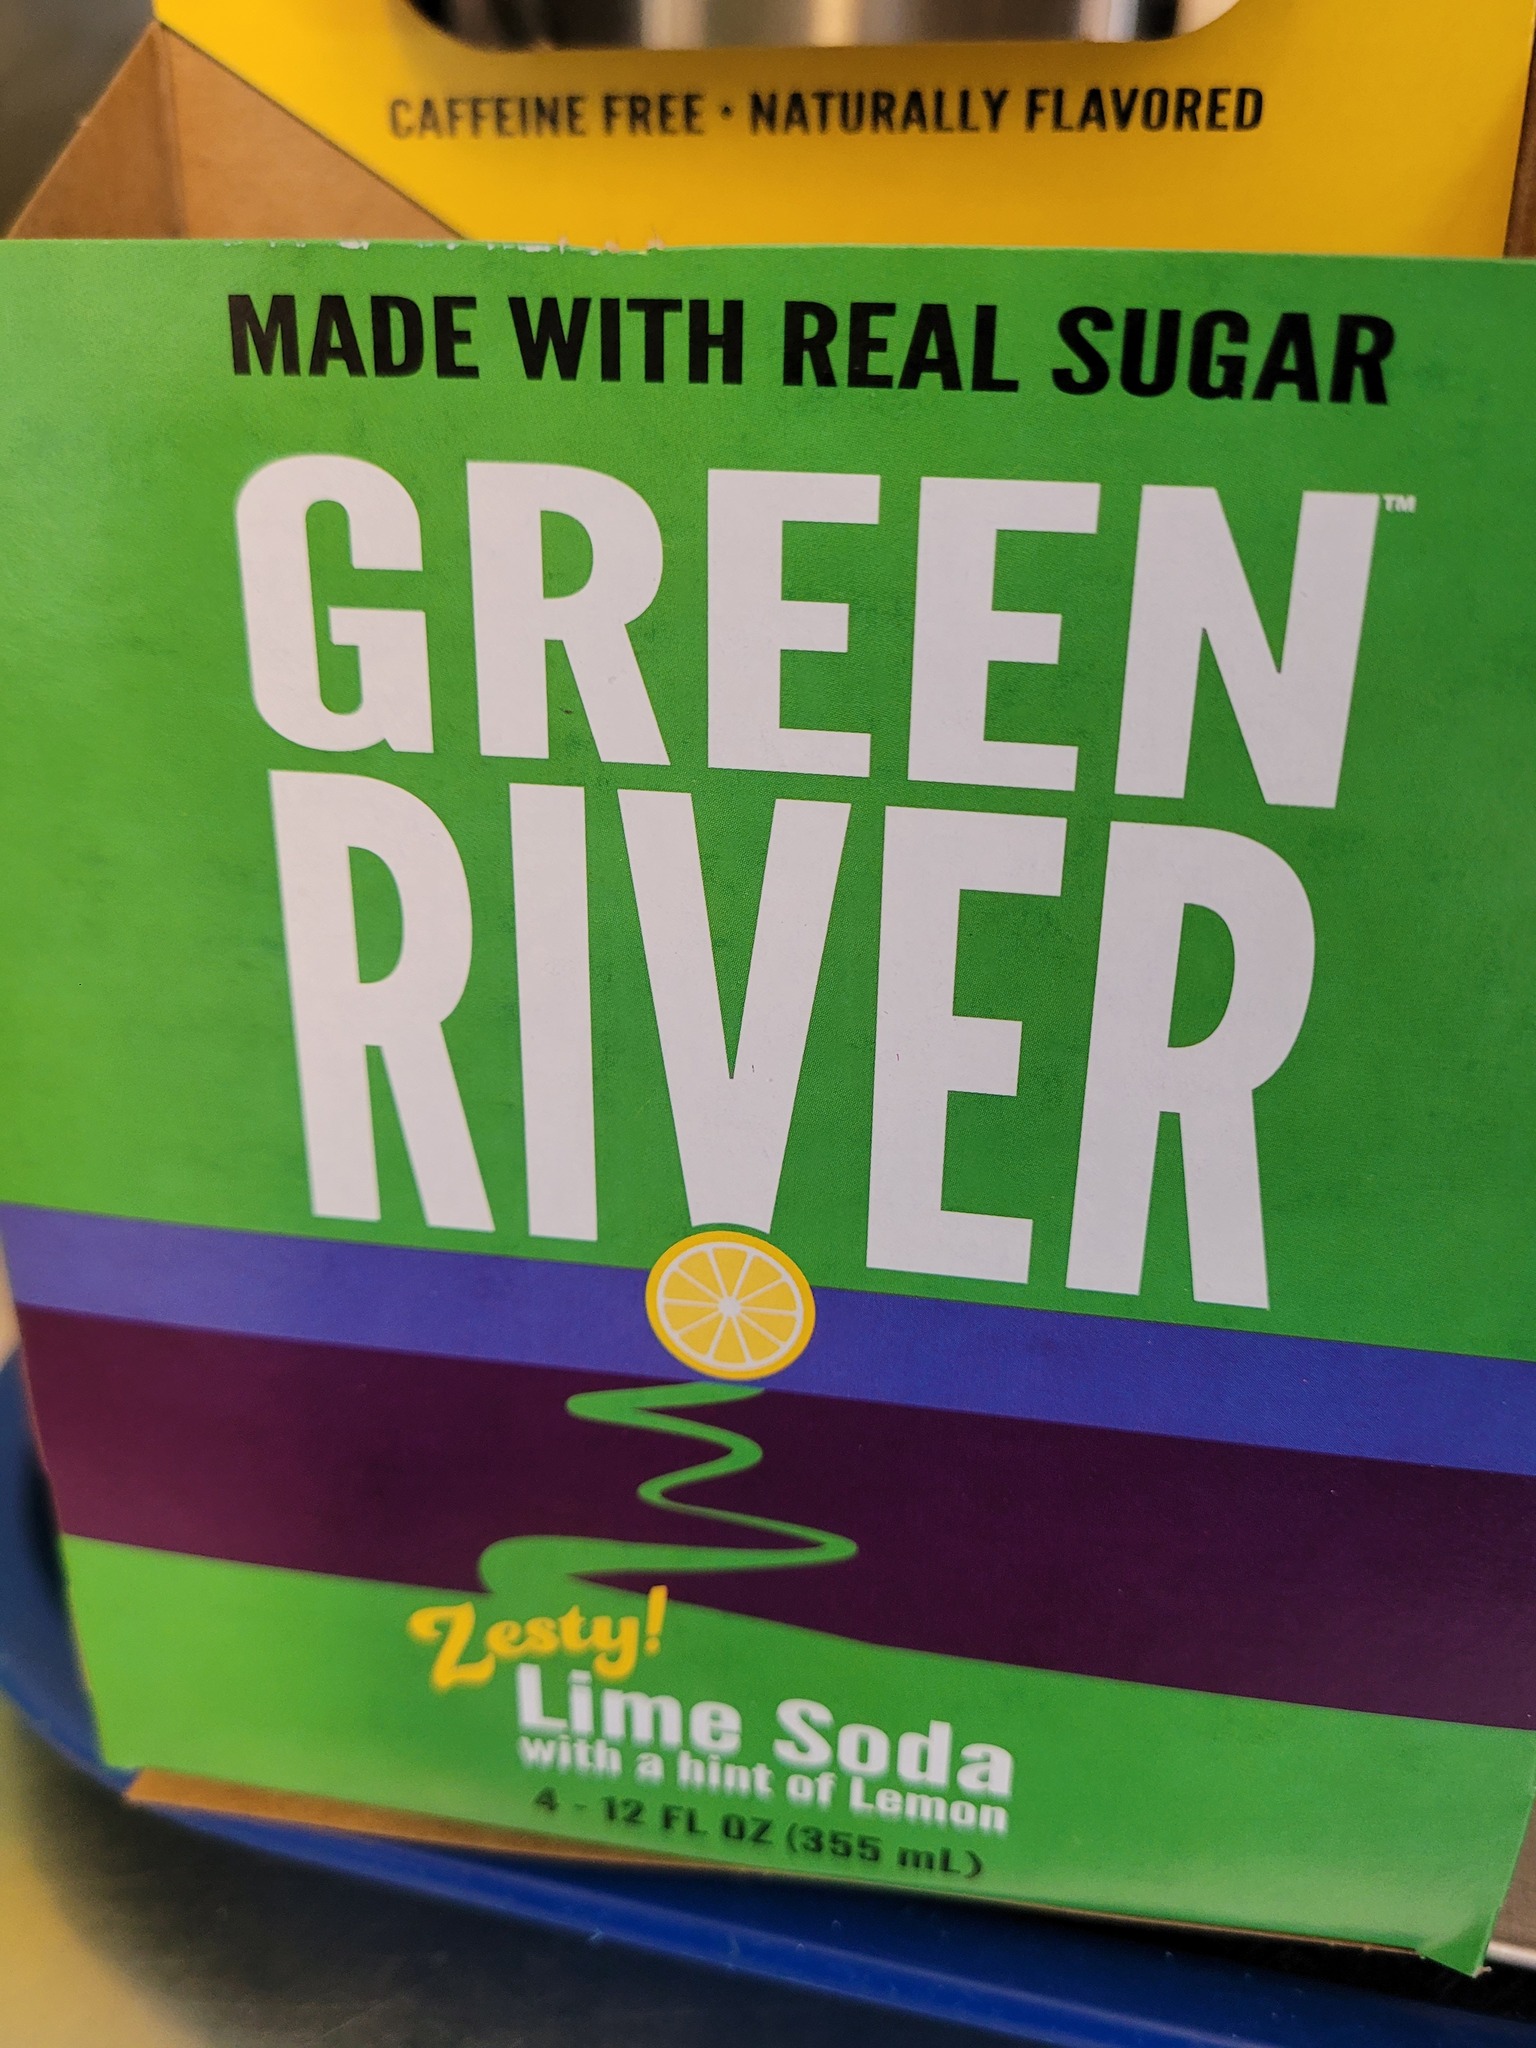 CAFFEINE FREE • NATURALLY FLAVORED
MADE WITH REAL SUGAR
GREEN™
RIVER
Zesty!
Lime Soda
with a hint of Lemon
4 - 12 FL OZ (355 mL)